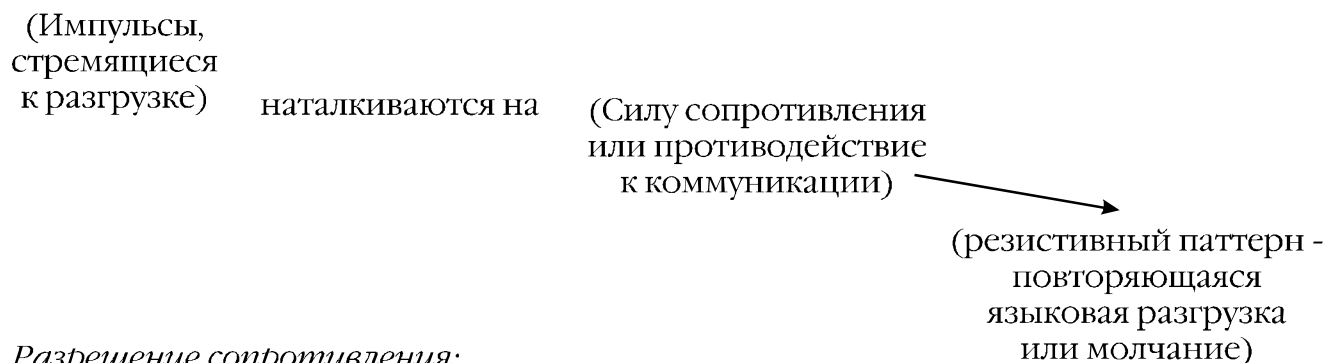 (Импульсы,
стремящиеся
к разгрузке)
наталкиваются на
(Силу сопротивления
или противодействие
к коммуникации)
(резистивный паттерн -
повторяющаяся
языковая разгрузка
или молчание)
Разрешение сопротивления: